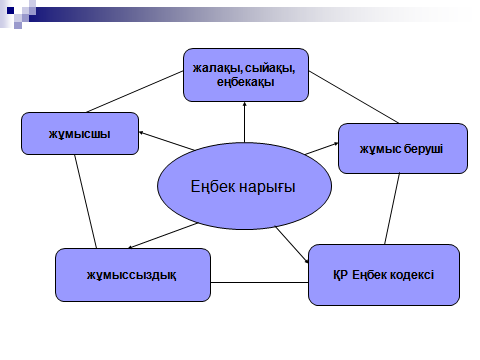 жалақы, сыйақы,
еңбекақы
жұмысшы
жұмыс беруші
Еңбек нарығы
жұмыссыздық
ҚР Еңбек кодексі